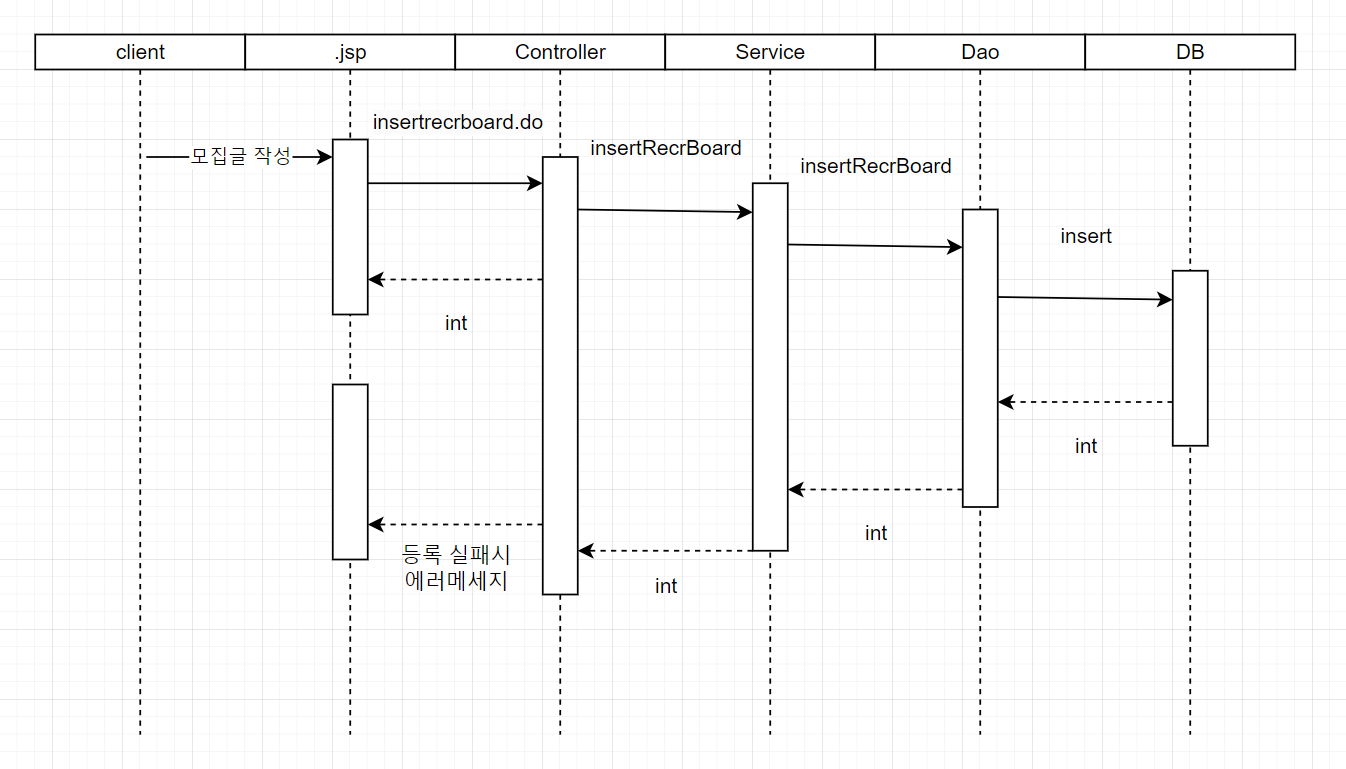 client
.jsp
Controller
Service
Dao
DB
insertrecrboard.do
모집글 작성
insertRecrBoard
insertRecrBoard
insert
int
int
int
등록 실패시
에러메세지
int